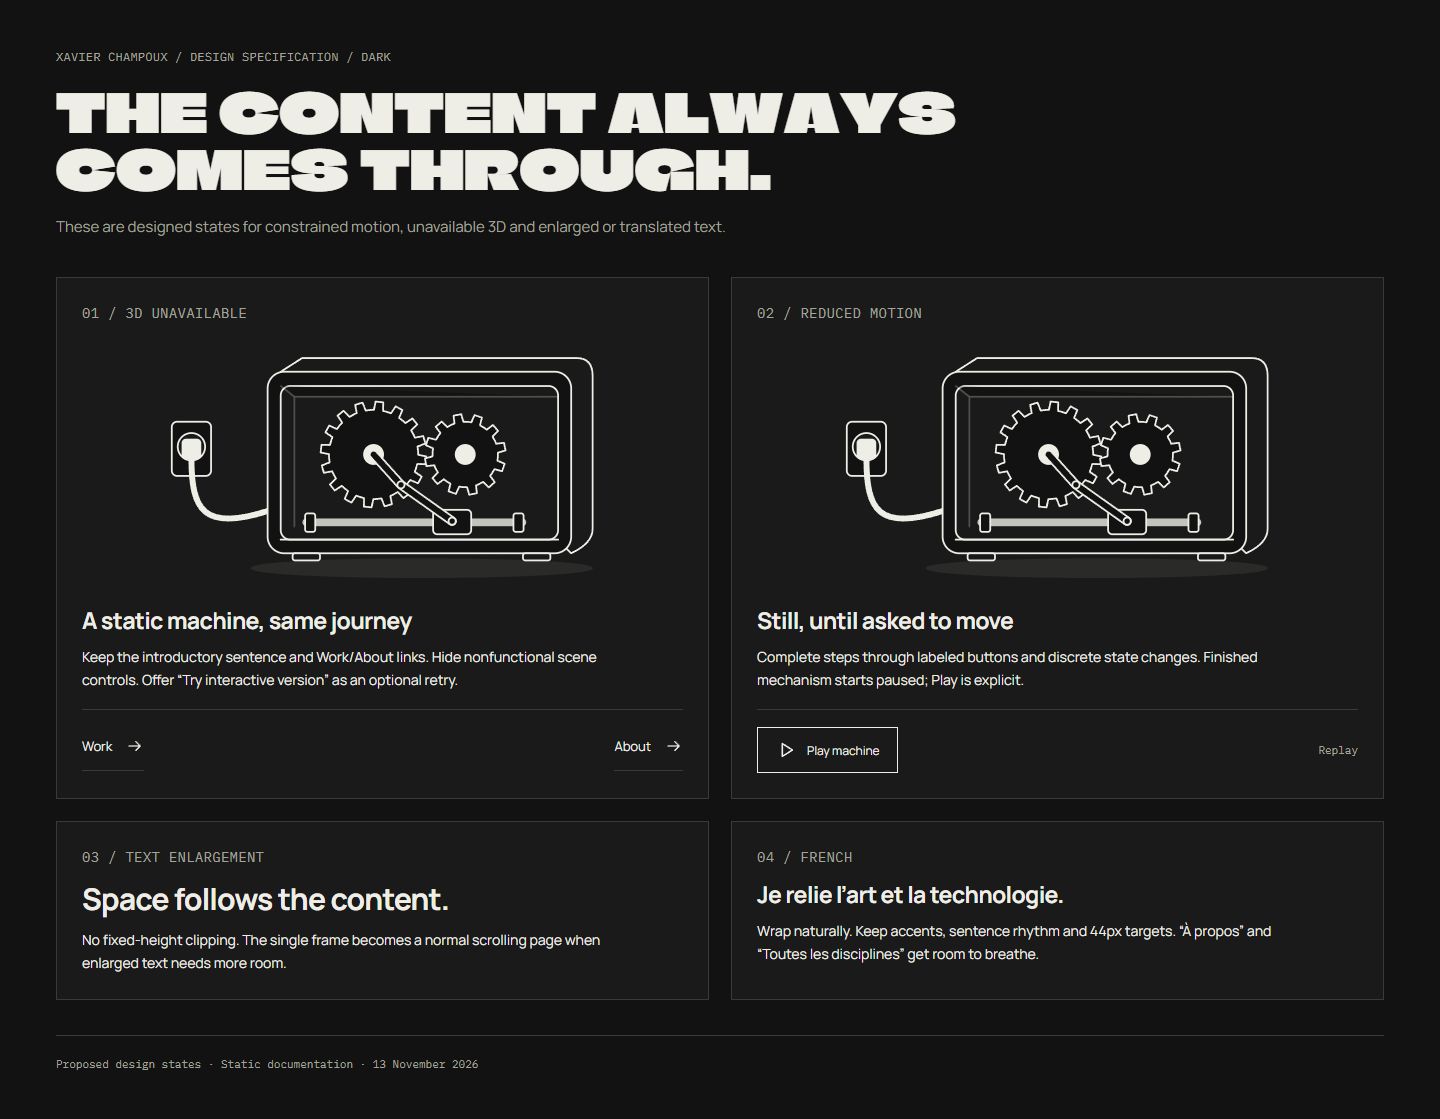 XAVIER CHAMPOUX / DESIGN SPECIFICATION / DARK
THE CONTENT ALWAYS
COMES THROUGH.
These are designed states for constrained motion, unavailable 3D and enlarged or translated text.
01 / 3D UNAVAILABLE
A static machine, same journey
Keep the introductory sentence and Work/About links. Hide nonfunctional scene
controls. Offer “Try interactive version” as an optional retry.
Work →
About →
02 / REDUCED MOTION
Still, until asked to move
Complete steps through labeled buttons and discrete state changes. Finished
mechanism starts paused; Play is explicit.
Play machine
Replay
03 / TEXT ENLARGEMENT
Space follows the content.
No fixed-height clipping. The single frame becomes a normal scrolling page when
enlarged text needs more room.
04 / FRENCH
Je relie l’art et la technologie.
Wrap naturally. Keep accents, sentence rhythm and 44px targets. “À propos” and
“Toutes les disciplines” get room to breathe.
Proposed design states · Static documentation · 13 November 2026